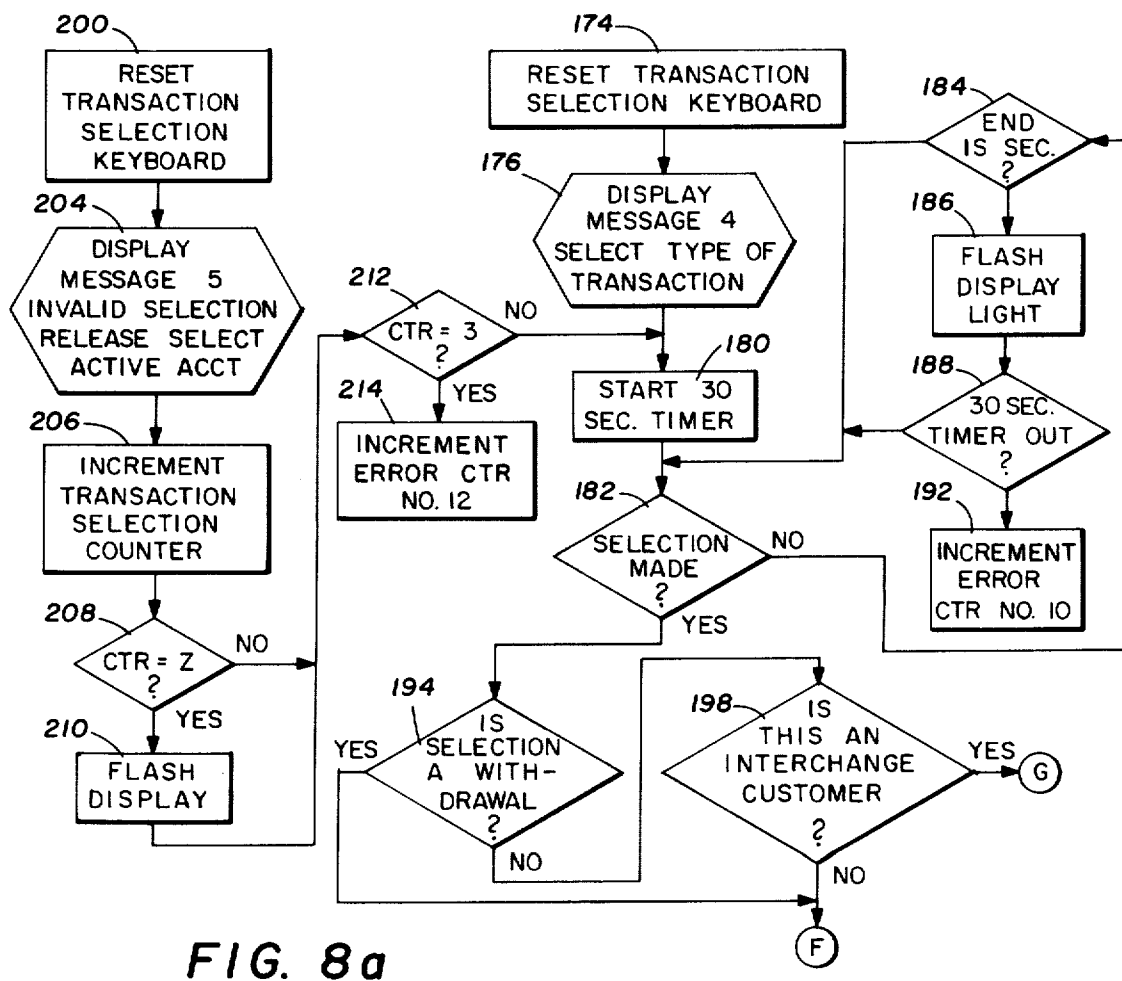 200
RESET
TRANSACTION
SELECTION
KEYBOARD
204
DISPLAY
MESSAGE 5
INVALID SELECTION
RELEASE SELECT
ACTIVE ACCT
206
INCREMENT
TRANSACTION
SELECTION
COUNTER
208
CTR = Z
?
NO
YES
210
FLASH
DISPLAY
212
CTR = 3
?
NO
YES
214
INCREMENT
ERROR CTR
NO. 12
174
RESET TRANSACTION
SELECTION KEYBOARD
176
DISPLAY
MESSAGE 4
SELECT TYPE OF
TRANSACTION
180
START 30
SEC. TIMER
182
SELECTION
MADE
?
NO
YES
184
END
IS SEC.
?
186
FLASH
DISPLAY
LIGHT
188
30 SEC.
TIMER OUT
?
192
INCREMENT
ERROR
CTR NO. 10
194
IS
SELECTION
A WITH-
DRAWAL
?
YES
NO
198
IS
THIS AN
INTERCHANGE
CUSTOMER
?
YES
G
NO
F
FIG. 8a